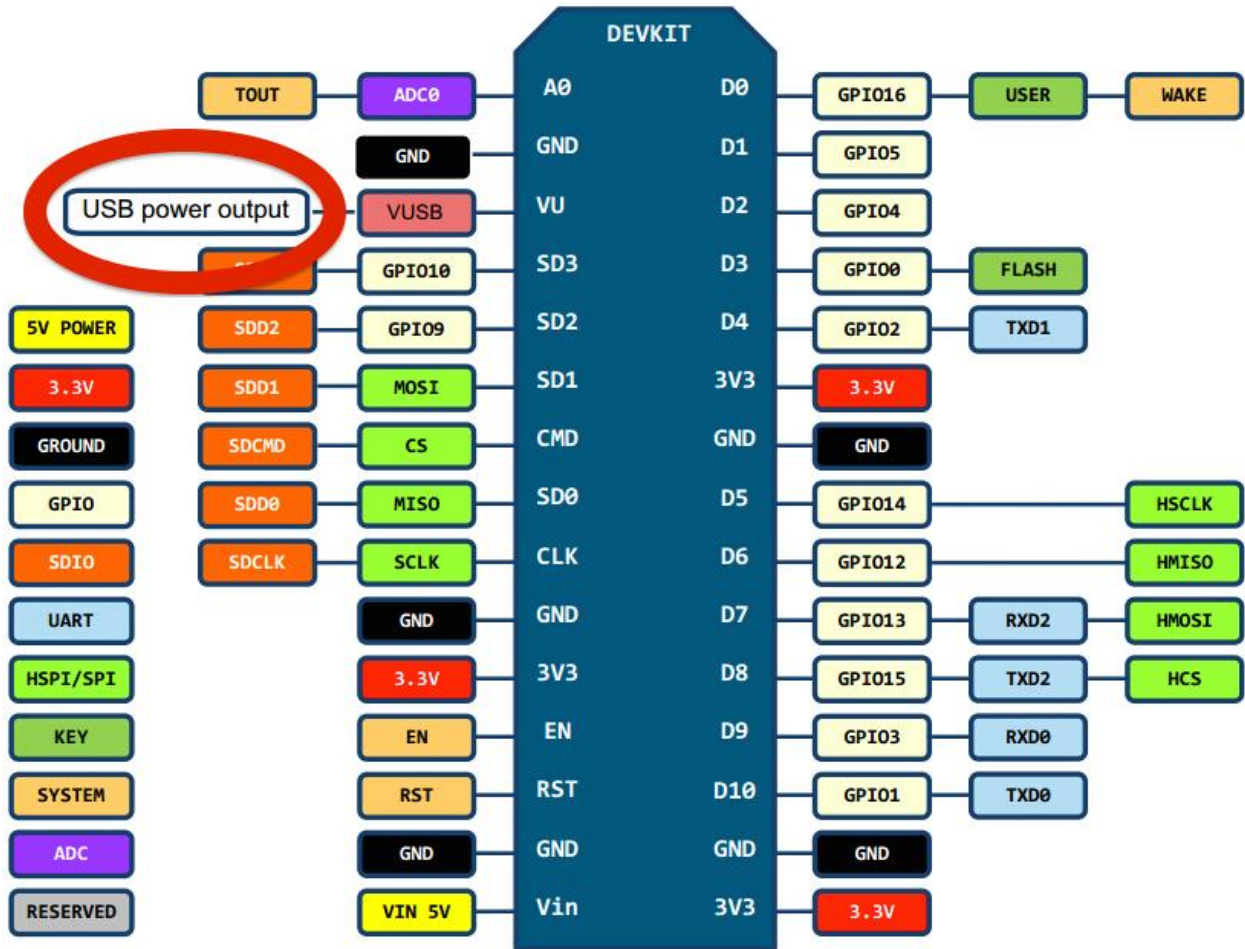 DEVKIT
TOUT ADC0 A0 D0 GPIO16 USER WAKE
GND GND D1 GPIO5
USB power output VUSB VU D2 GPIO4
GPIO10 SD3 D3 GPIO0 FLASH
5V POWER SDD2 GPIO9 SD2 D4 GPIO2 TXD1
3.3V SDD1 MOSI SD1 3V3 3.3V
GROUND SDCMD CS CMD GND GND
GPIO SDD0 MISO SD0 D5 GPIO14 HSCLK
SDIO SDCLK SCLK CLK D6 GPIO12 HMISO
UART GND GND D7 GPIO13 RXD2 HMOSI
HSPI/SPI 3.3V 3V3 D8 GPIO15 TXD2 HCS
KEY EN EN D9 GPIO3 RXD0
SYSTEM RST RST D10 GPIO1 TXD0
ADC GND GND GND GND
RESERVED VIN 5V Vin 3V3 3.3V